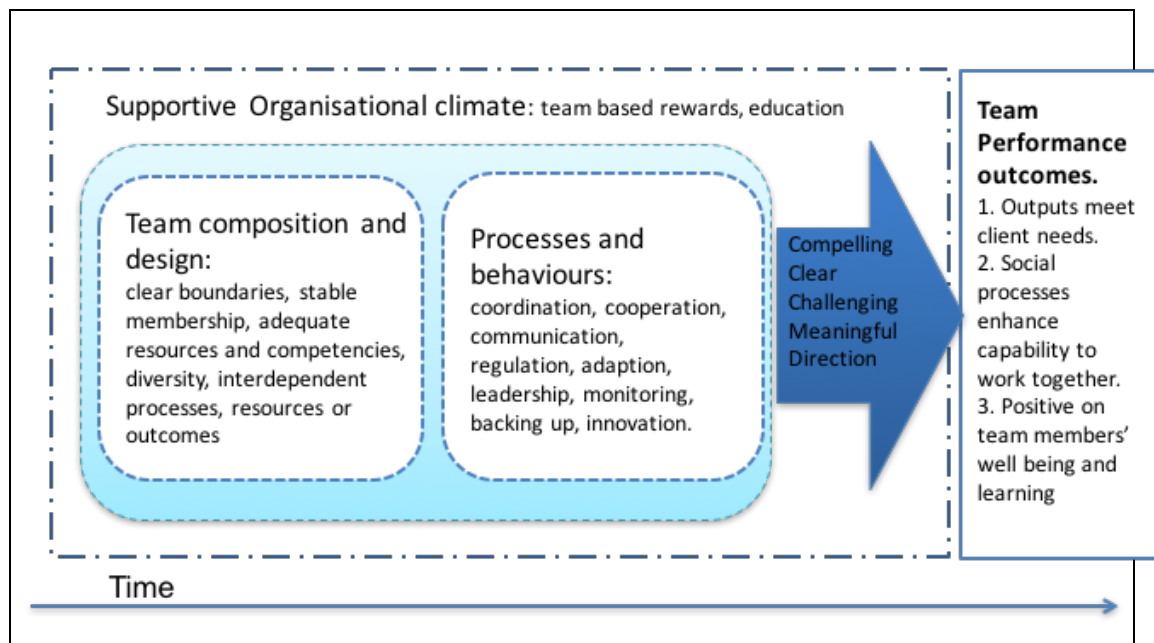 Supportive Organisational climate: team based rewards, education
Team composition and
design:
clear boundaries, stable
membership, adequate
resources and competencies,
diversity, interdependent
processes, resources or
outcomes
Processes and
behaviours:
coordination, cooperation,
communication,
regulation, adaption,
leadership, monitoring,
backing up, innovation.
Compelling
Clear
Challenging
Meaningful
Direction
Team
Performance
outcomes.
1. Outputs meet
client needs.
2. Social
processes
enhance
capability to
work together.
3. Positive on
team members’
well being and
learning
Time